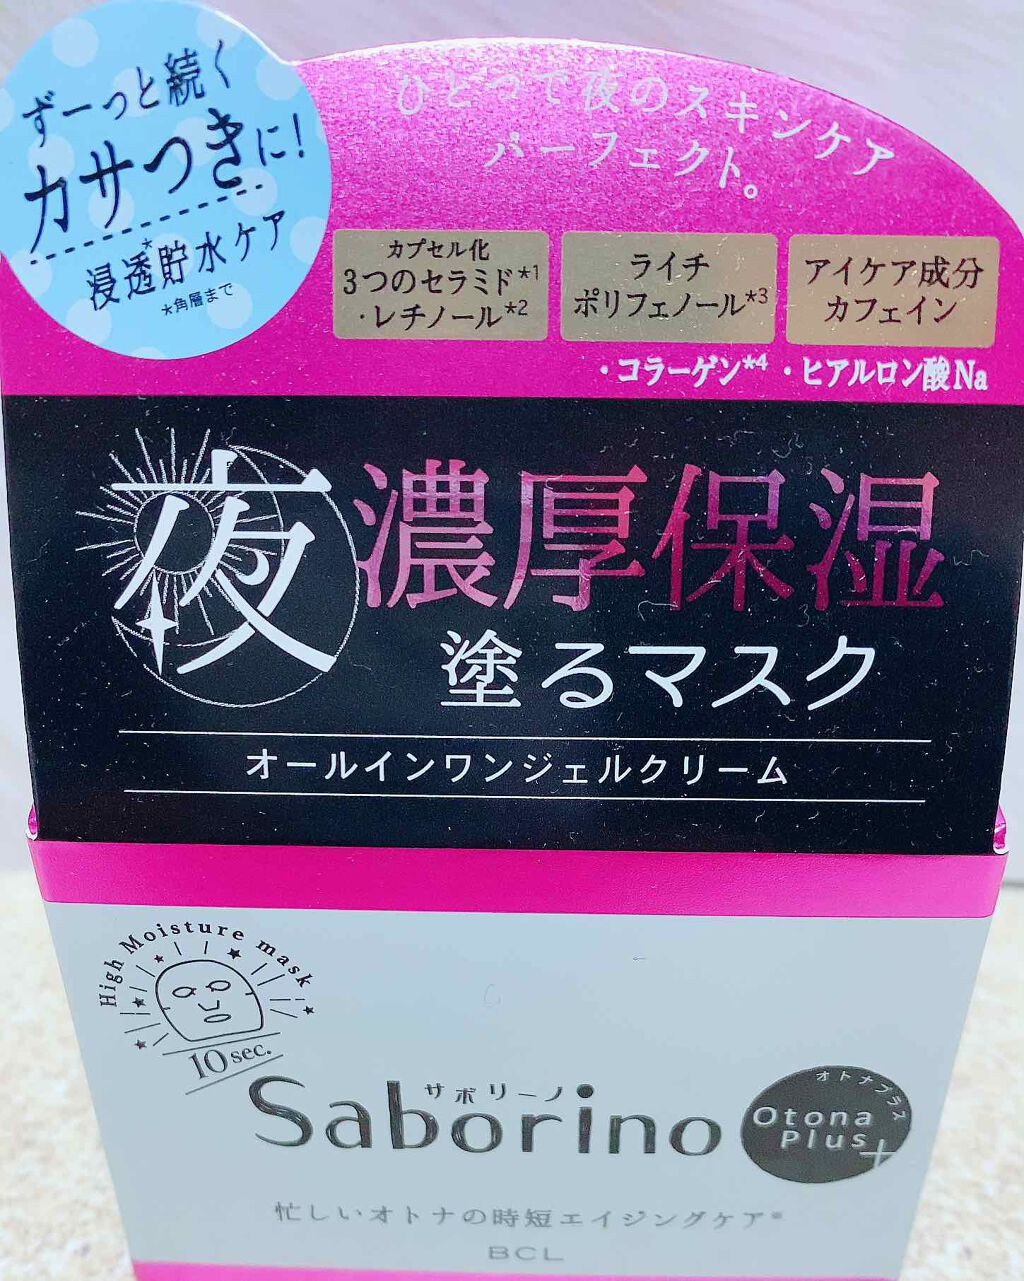 ずーっと続く
カサつきに!
浸透*貯水ケア
*角層まで
ひとつで夜のスキンケア
パーフェクト。
カプセル化
3つのセラミド*1
・レチノール*2
ライチ
ポリフェノール*3
アイケア成分
カフェイン
・コラーゲン*4 ・ヒアルロン酸Na
夜濃厚保湿
塗るマスク
オールインワンジェルクリーム
High Moisture mask
10sec.
サボリーノ
Saborino
オトナプラス
Otona
Plus+
忙しいオトナの時短エイジングケア※
BCL